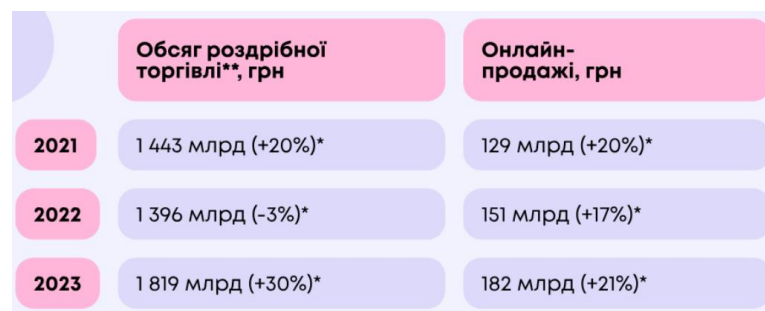 Обсяг роздрібної
торгівлі**, грн
Онлайн-
продажі, грн
2021
1 443 млрд (+20%)*
129 млрд (+20%)*
2022
1 396 млрд (-3%)*
151 млрд (+17%)*
2023
1 819 млрд (+30%)*
182 млрд (+21%)*